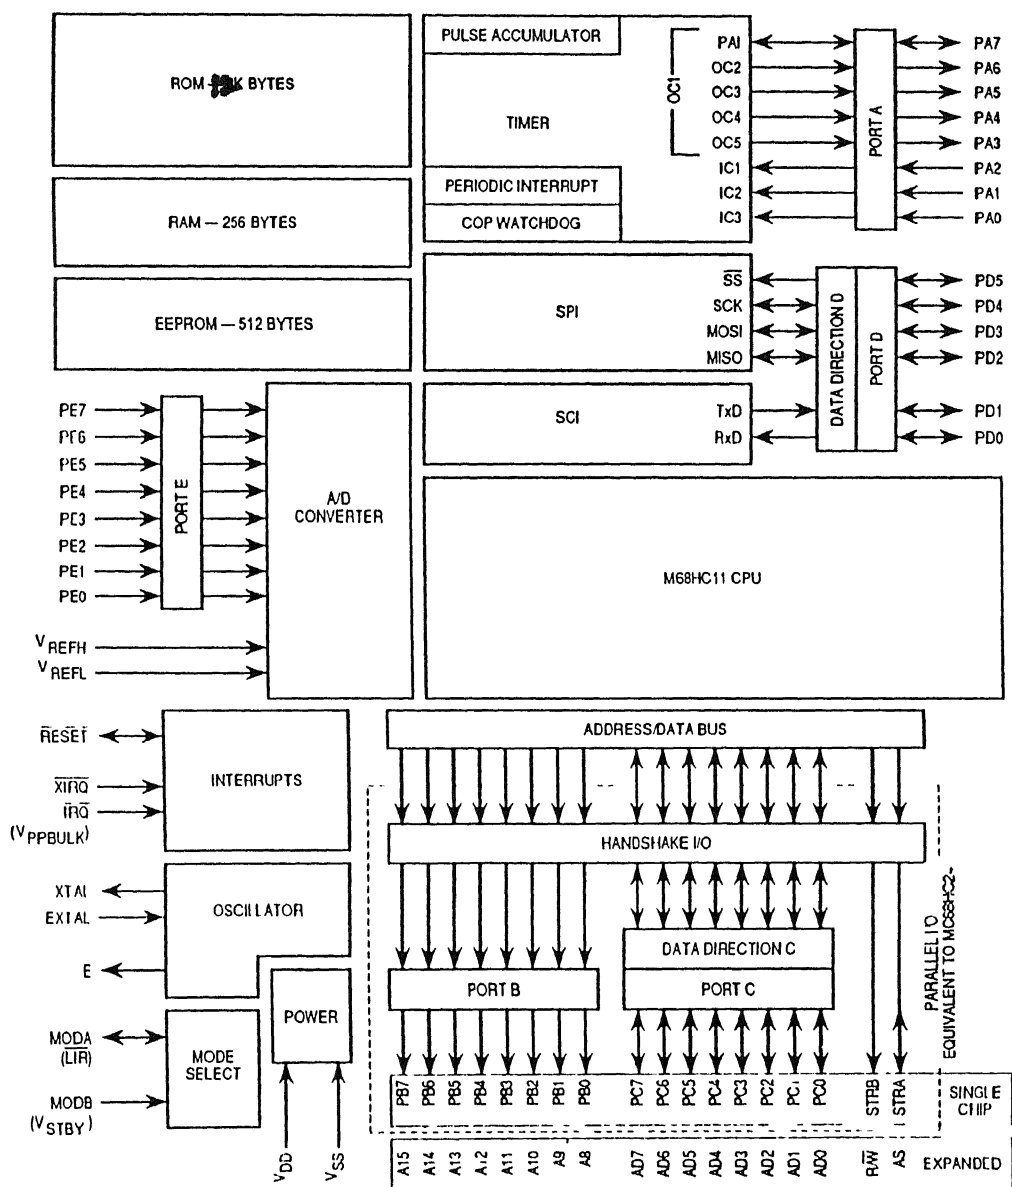 ROM — BYTES
RAM — 256 BYTES
EEPROM — 512 BYTES
PULSE ACCUMULATOR
TIMER
PERIODIC INTERRUPT
COP WATCHDOG
OC1
PAI
OC2
OC3
OC4
OC5
IC1
IC2
IC3
PORT A
PA7
PA6
PA5
PA4
PA3
PA2
PA1
PA0
SPI
SS
SCK
MOSI
MISO
SCI
TxD
RxD
DATA DIRECTION D
PORT D
PD5
PD4
PD3
PD2
PD1
PD0
PE7
PE6
PE5
PE4
PE3
PE2
PE1
PE0
PORT E
A/D
CONVERTER
VREFH
VREFL
M68HC11 CPU
RESET
XIRQ
IRQ
(VPPBULK)
INTERRUPTS
XTAL
EXTAL
E
OSCILLATOR
MODA
(LIR)
MODB
(VSTBY)
MODE
SELECT
POWER
VDD
VSS
ADDRESS/DATA BUS
HANDSHAKE I/O
DATA DIRECTION C
PORT B
PORT C
PARALLEL I/O
EQUIVALENT TO
PB7 PB6 PB5 PB4 PB3 PB2 PB1 PB0 PC7 PC6 PC5 PC4 PC3 PC2 PC1 PC0 STRB STRA
SINGLE
CHIP
A15 A14 A13 A12 A11 A10 A9 A8 AD7 AD6 AD5 AD4 AD3 AD2 AD1 AD0 R/W AS
EXPANDED